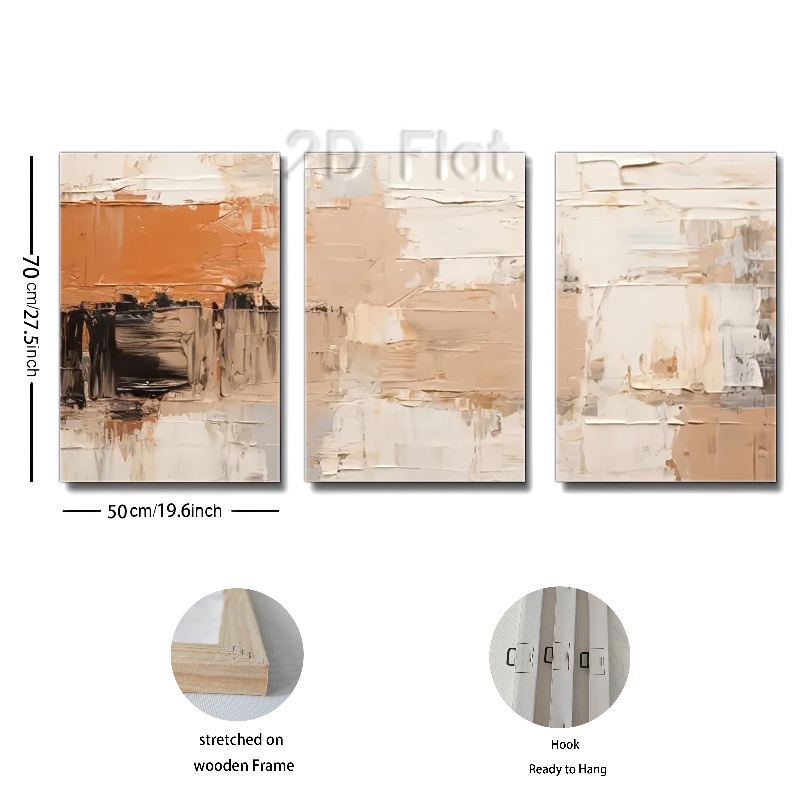 2D Flat
70cm/27.5inch
50cm/19.6inch
stretched on
wooden Frame
Hook
Ready to Hang